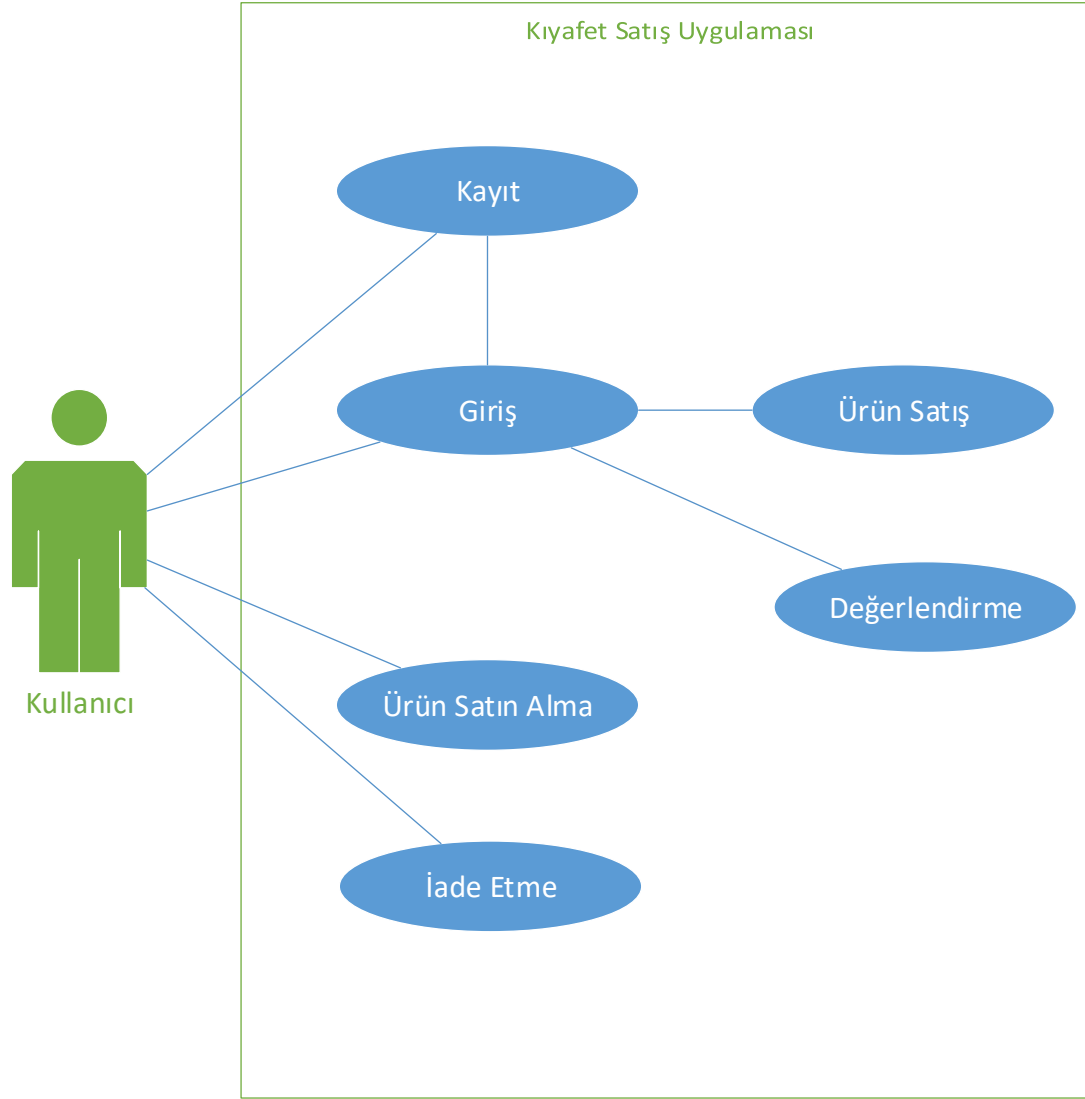 Kıyafet Satış Uygulaması
Kayıt
Giriş
Ürün Satış
Değerlendirme
Kullanıcı
Ürün Satın Alma
İade Etme